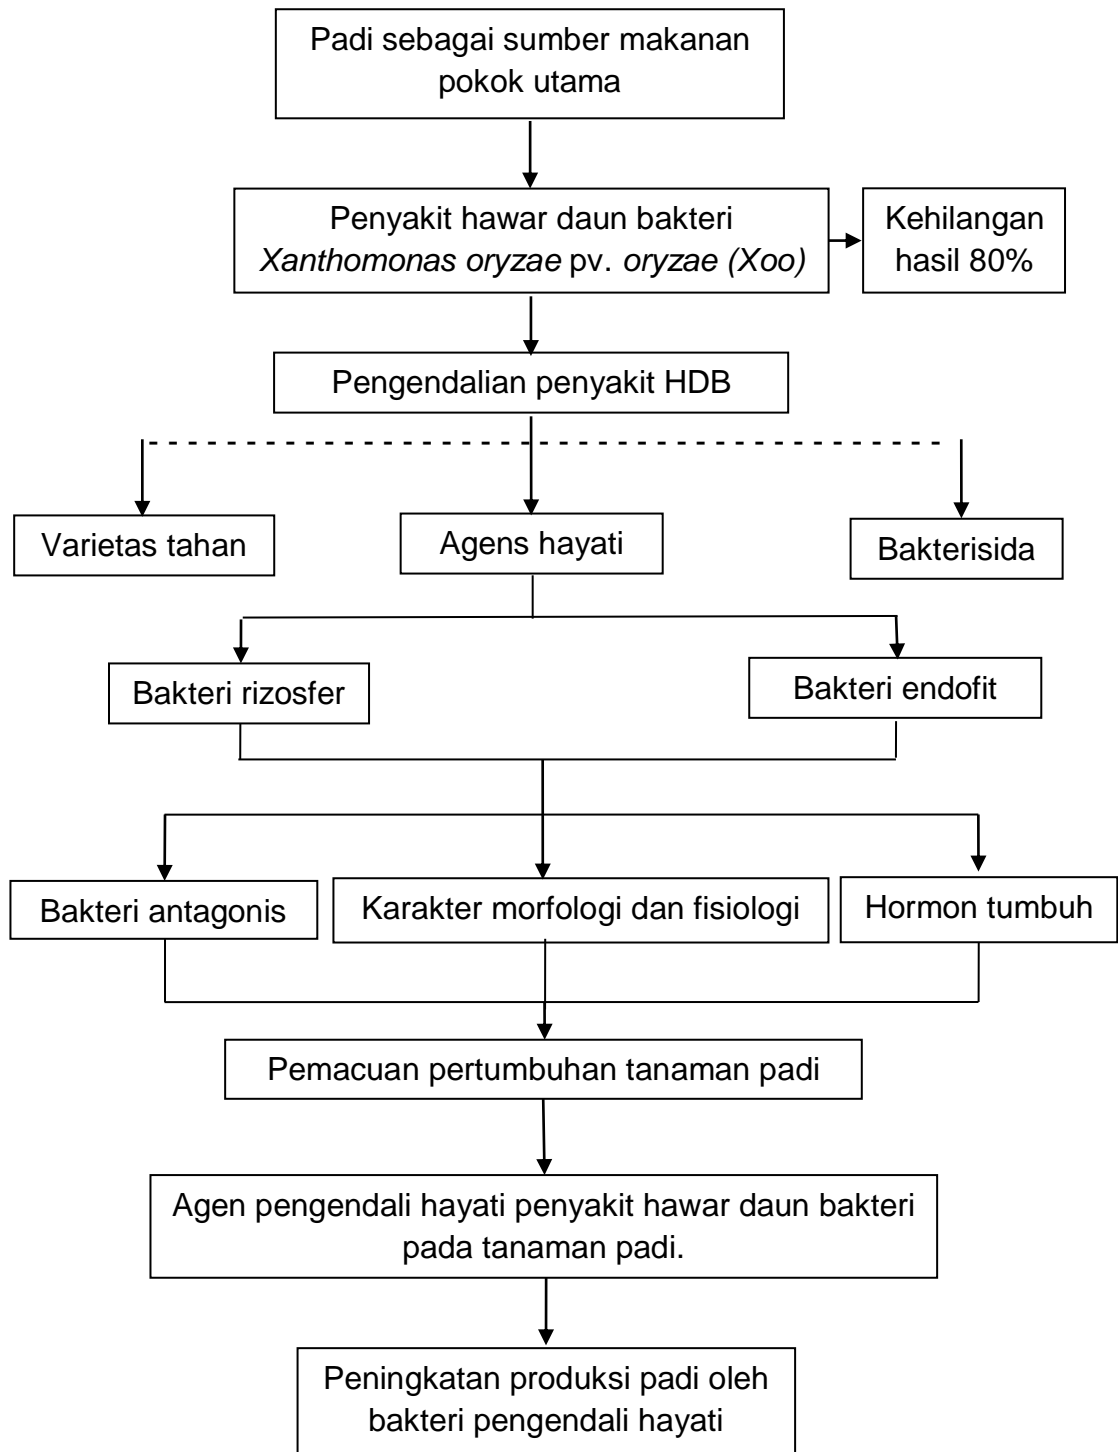 Padi sebagai sumber makanan
pokok utama
Penyakit hawar daun bakteri
Xanthomonas oryzae pv. oryzae (Xoo)
Kehilangan
hasil 80%
Pengendalian penyakit HDB
Varietas tahan
Agens hayati
Bakterisida
Bakteri rizosfer
Bakteri endofit
Bakteri antagonis
Karakter morfologi dan fisiologi
Hormon tumbuh
Pemacuan pertumbuhan tanaman padi
Agen pengendali hayati penyakit hawar daun bakteri
pada tanaman padi.
Peningkatan produksi padi oleh
bakteri pengendali hayati